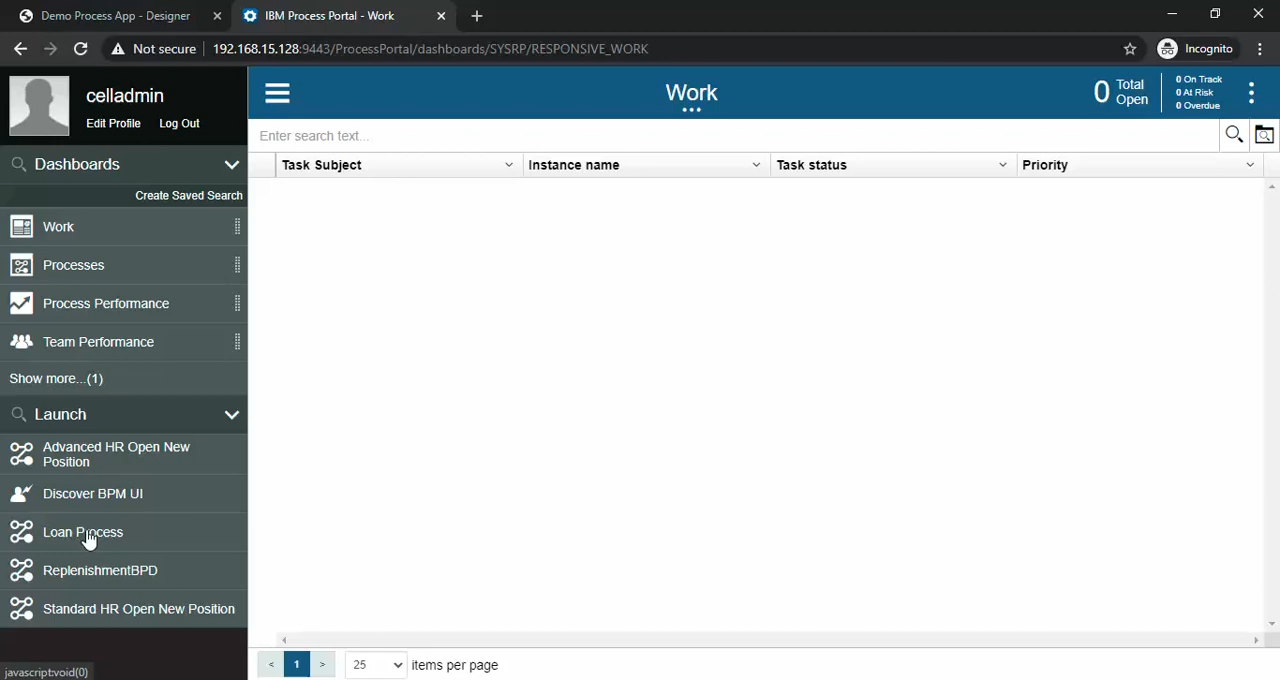 Demo Process App - Designer
IBM Process Portal - Work
Not secure
192.168.15.128:9443/ProcessPortal/dashboards/SYSRP/RESPONSIVE_WORK
Incognito
celladmin
Edit Profile
Log Out
Work
0 Total Open
0 On Track
0 At Risk
0 Overdue
Enter search text...
Dashboards
Create Saved Search
Work
Processes
Process Performance
Team Performance
Show more...(1)
Launch
Advanced HR Open New
Position
Discover BPM UI
Loan Process
ReplenishmentBPD
Standard HR Open New Position
javascript:void(0)
Task Subject
Instance name
Task status
Priority
< 1 > 25 items per page